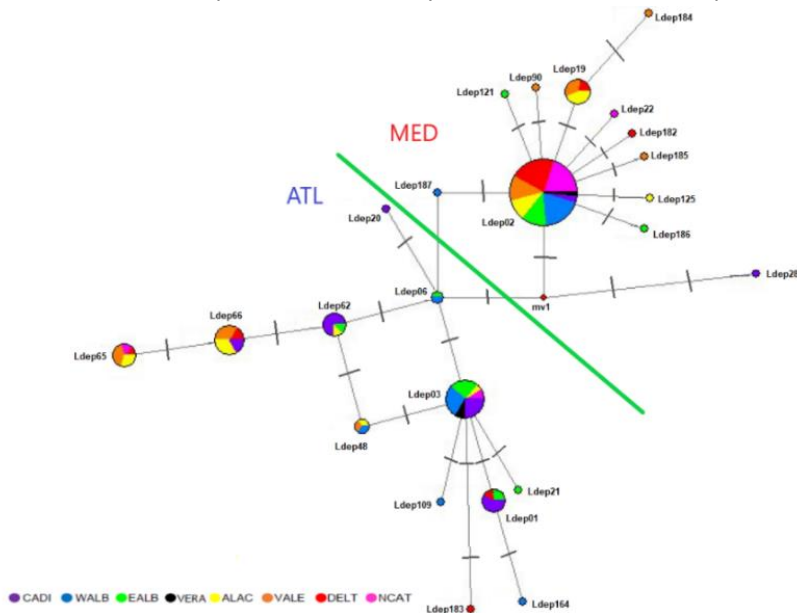 Ldep184
Ldep19
Ldep90
Ldep121
Ldep22
MED
Ldep182
Ldep185
ATL
Ldep187
Ldep125
Ldep20
Ldep02
Ldep186
Ldep28
Ldep06
mv1
Ldep62
Ldep66
Ldep65
Ldep03
Ldep48
Ldep21
Ldep109
Ldep01
CADI WALB EALB VERA ALAC VALE DELT NCAT
Ldep183
Ldep164